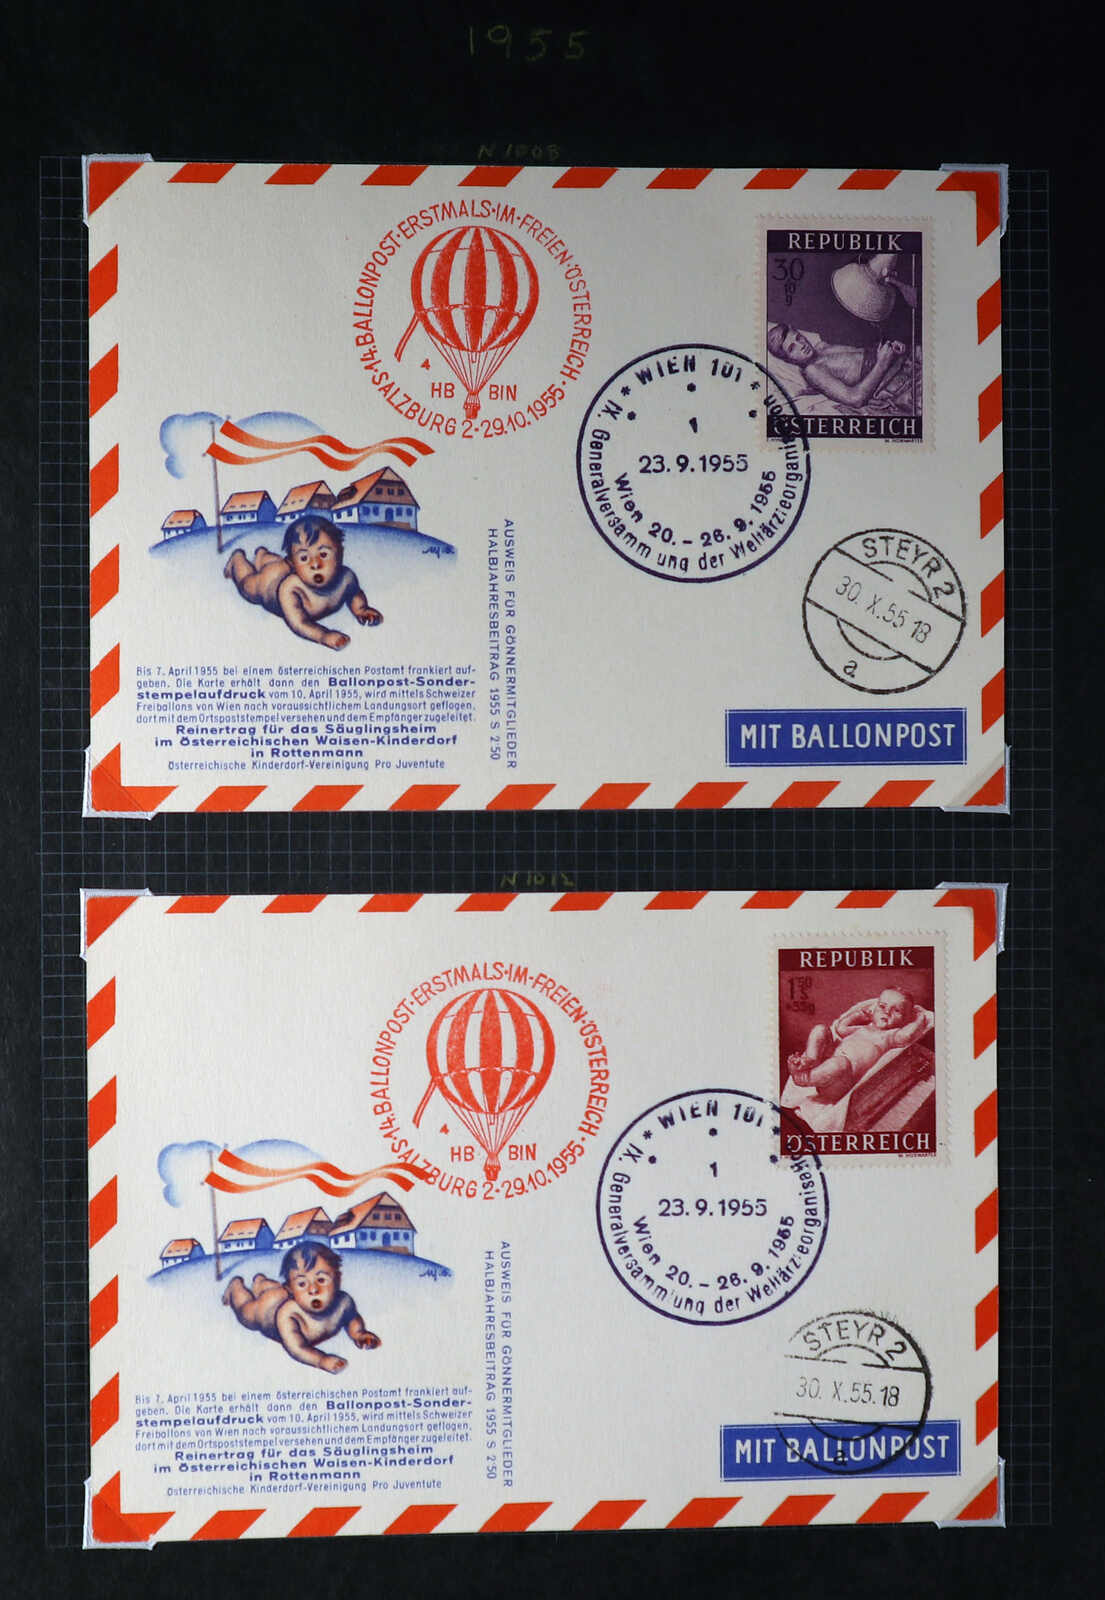 1955
N 1008
14. BALLONPOST · ERSTMALS · IM · FREIEN · ÖSTERREICH ·
SALZBURG 2 - 29.10.1955
HB BIN
REPUBLIK
30
10
g
ÖSTERREICH
* WIEN 101 *
1
23.9.1955
Wien 20. - 26. 9. 1955
IX. Generalversammlung der Weltärzteorganisation
STEYR 2
30. X. 55 18
a
AUSWEIS FÜR GÖNNERMITGLIEDER
HALBJAHRESBEITRAG 1955 S 2·50
Bis 7. April 1955 bei einem österreichischen Postamt frankiert auf-
geben. Die Karte erhält dann den Ballonpost-Sonder-
stempelaufdruck vom 10. April 1955, wird mittels Schweizer
Freiballons von Wien nach voraussichtlichem Landungsort geflogen,
dort mit dem Ortspoststempel versehen und dem Empfänger zugeleitet.
Reinertrag für das Säuglingsheim
im Österreichischen Waisen-Kinderdorf
in Rottenmann
Österreichische Kinderdorf-Vereinigung Pro Juventute
MIT BALLONPOST
N 1012
14. BALLONPOST · ERSTMALS · IM · FREIEN · ÖSTERREICH ·
SALZBURG 2 - 29.10.1955
HB BIN
REPUBLIK
1 50
S
+ 35g
ÖSTERREICH
* WIEN 101 *
1
23.9.1955
Wien 20. - 26. 9. 1955
IX. Generalversammlung der Weltärzteorganisation
STEYR 2
30. X. 55. 18
a
AUSWEIS FÜR GÖNNERMITGLIEDER
HALBJAHRESBEITRAG 1955 S 2·50
Bis 7. April 1955 bei einem österreichischen Postamt frankiert auf-
geben. Die Karte erhält dann den Ballonpost-Sonder-
stempelaufdruck vom 10. April 1955, wird mittels Schweizer
Freiballons von Wien nach voraussichtlichem Landungsort geflogen,
dort mit dem Ortspoststempel versehen und dem Empfänger zugeleitet.
Reinertrag für das Säuglingsheim
im Österreichischen Waisen-Kinderdorf
in Rottenmann
Österreichische Kinderdorf-Vereinigung Pro Juventute
MIT BALLONPOST